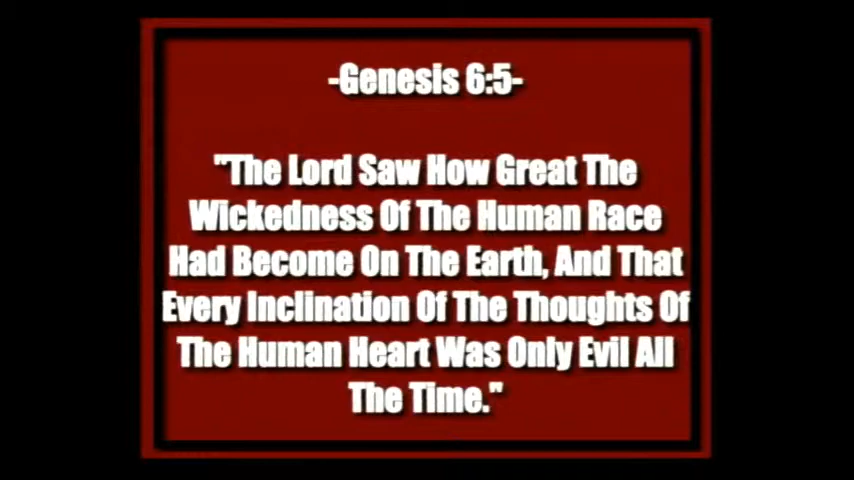 -Genesis 6:5-
"The Lord Saw How Great The
Wickedness Of The Human Race
Had Become On The Earth, And That
Every Inclination Of The Thoughts Of
The Human Heart Was Only Evil All
The Time."